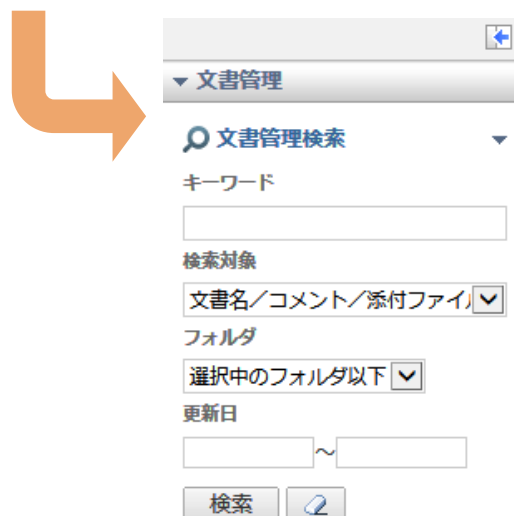 文書管理
文書管理検索
キーワード
検索対象
文書名／コメント／添付ファイ
フォルダ
選択中のフォルダ以下
更新日
～
検索